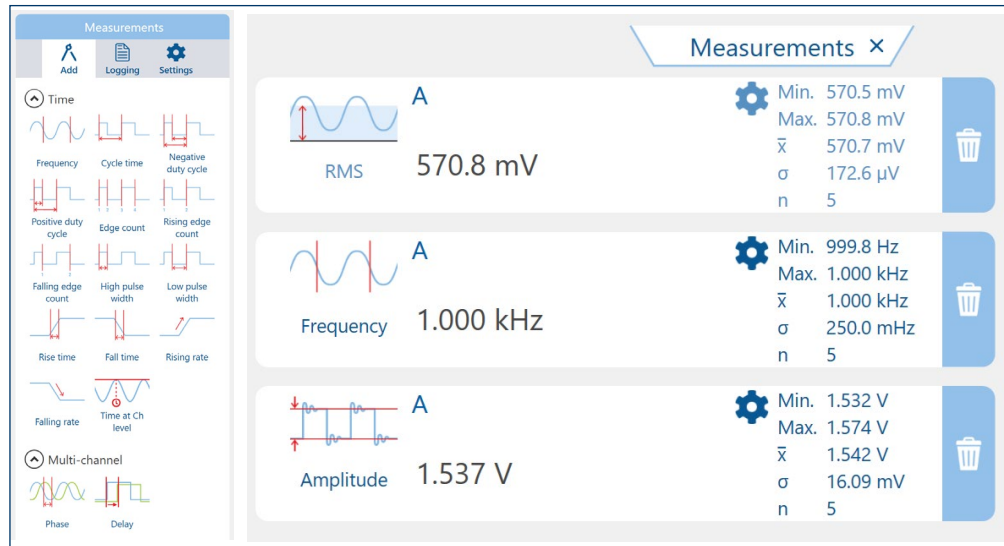 Measurements
Add Logging Settings
Time
Frequency Cycle time Negative
duty cycle
Positive duty
cycle Edge count Rising edge
count
Falling edge
count High pulse
width Low pulse
width
Rise time Fall time Rising rate
Falling rate Time at Ch
level
Multi-channel
Phase Delay
Measurements ×
A
RMS
570.8 mV
Min. 570.5 mV
Max. 570.8 mV
x̅ 570.7 mV
σ 172.6 µV
n 5
A
Frequency
1.000 kHz
Min. 999.8 Hz
Max. 1.000 kHz
x̅ 1.000 kHz
σ 250.0 mHz
n 5
A
Amplitude
1.537 V
Min. 1.532 V
Max. 1.574 V
x̅ 1.542 V
σ 16.09 mV
n 5